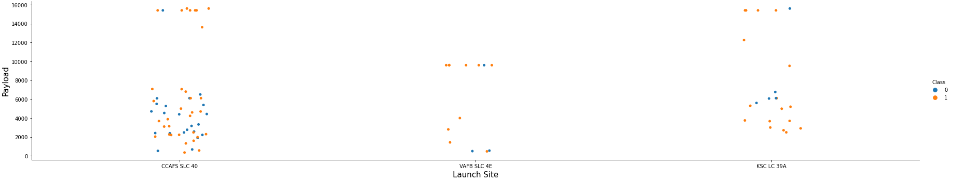 16000
14000
12000
10000
8000
6000
4000
2000
0
Payload
CCAFS SLC 40
VAFB SLC 4E
KSC LC 39A
Launch Site
Class
0
1